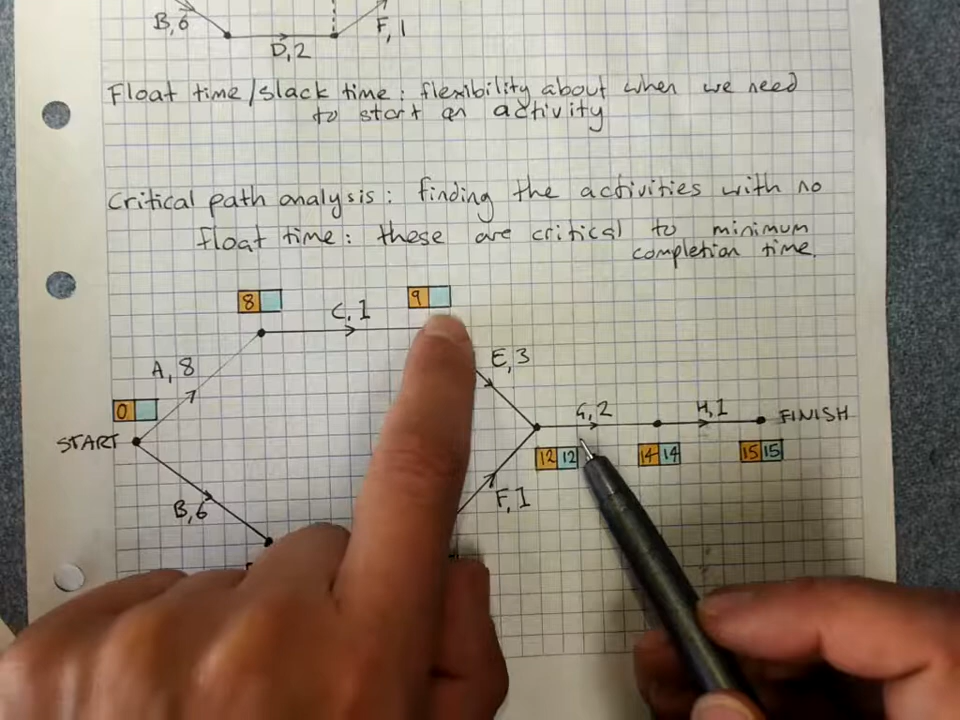 B,6
F,1
D,2
Float time/slack time: flexibility about when we need
to start an activity
Critical path analysis: finding the activities with no
float time: these are critical to minimum
completion time.
8
9
C,1
A,8
E,3
0
G,2
H,1
START
FINISH
12 12
14 14
15 15
B,6
F,1